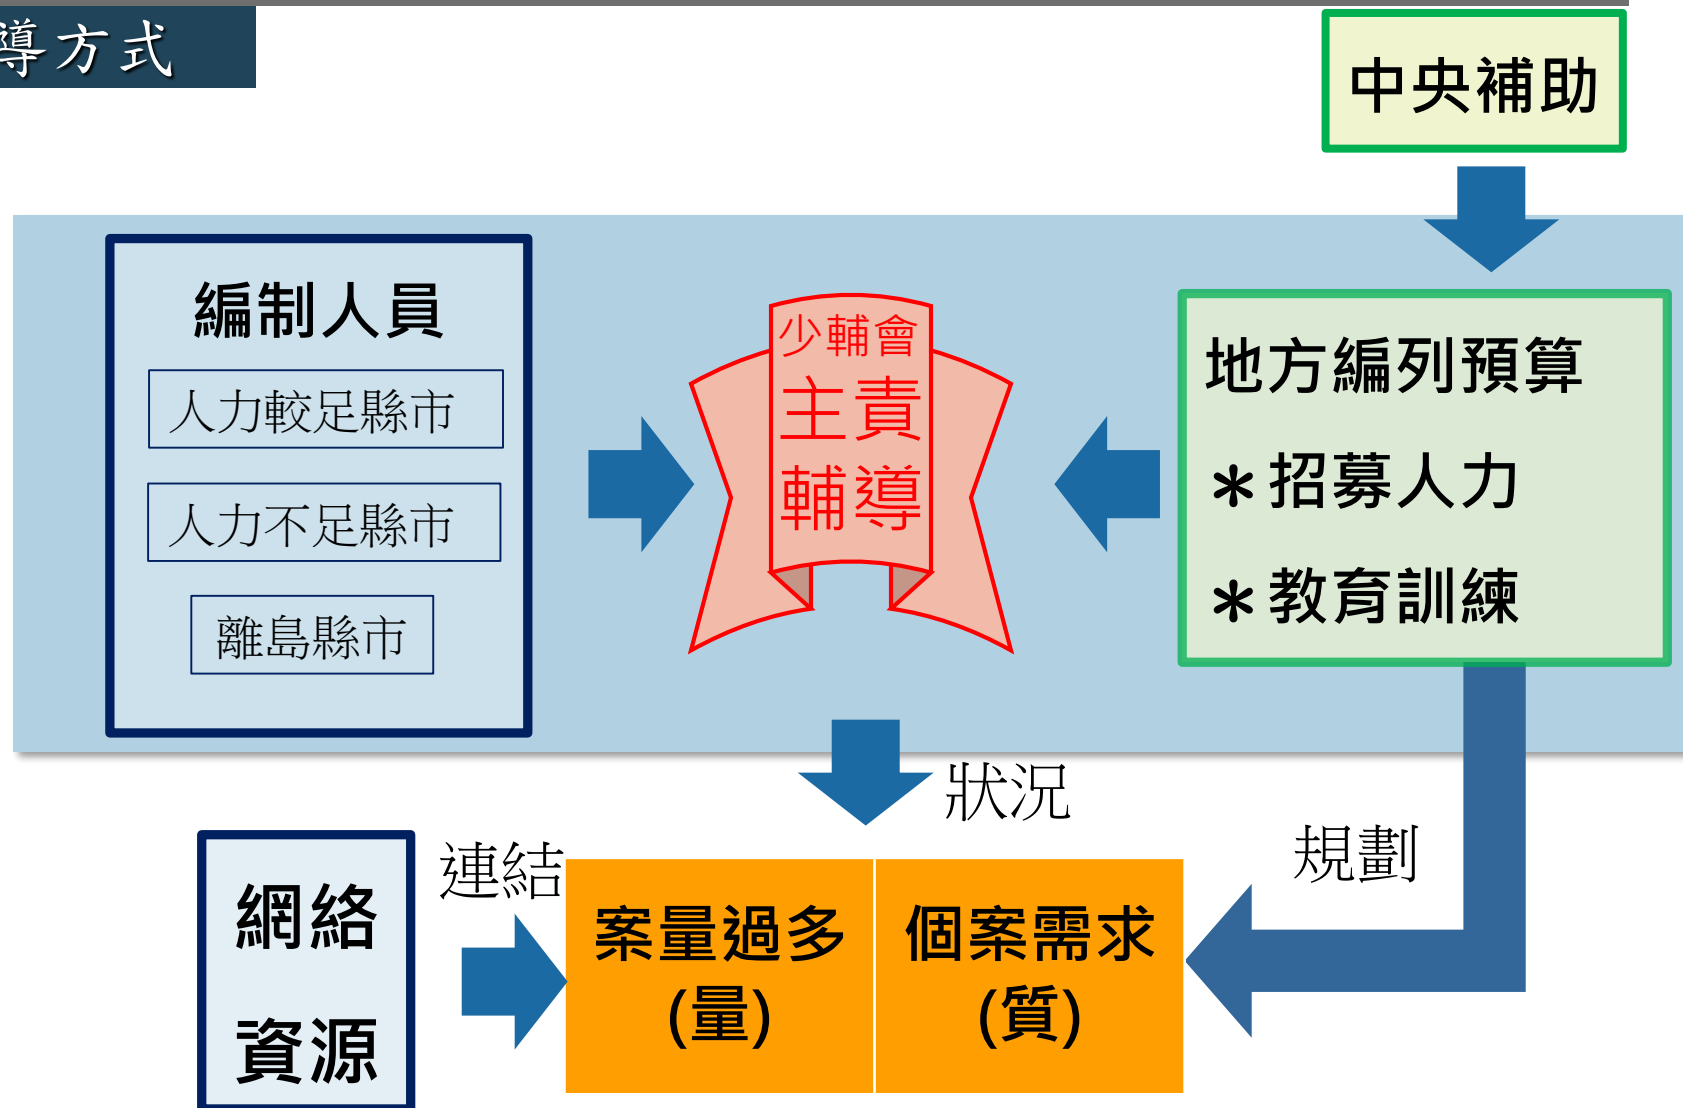 導方式
中央補助
編制人員
人力較足縣市
人力不足縣市
離島縣市
少輔會
主責
輔導
地方編列預算
＊招募人力
＊教育訓練
狀況
規劃
連結
網絡
資源
案量過多
(量)
個案需求
(質)